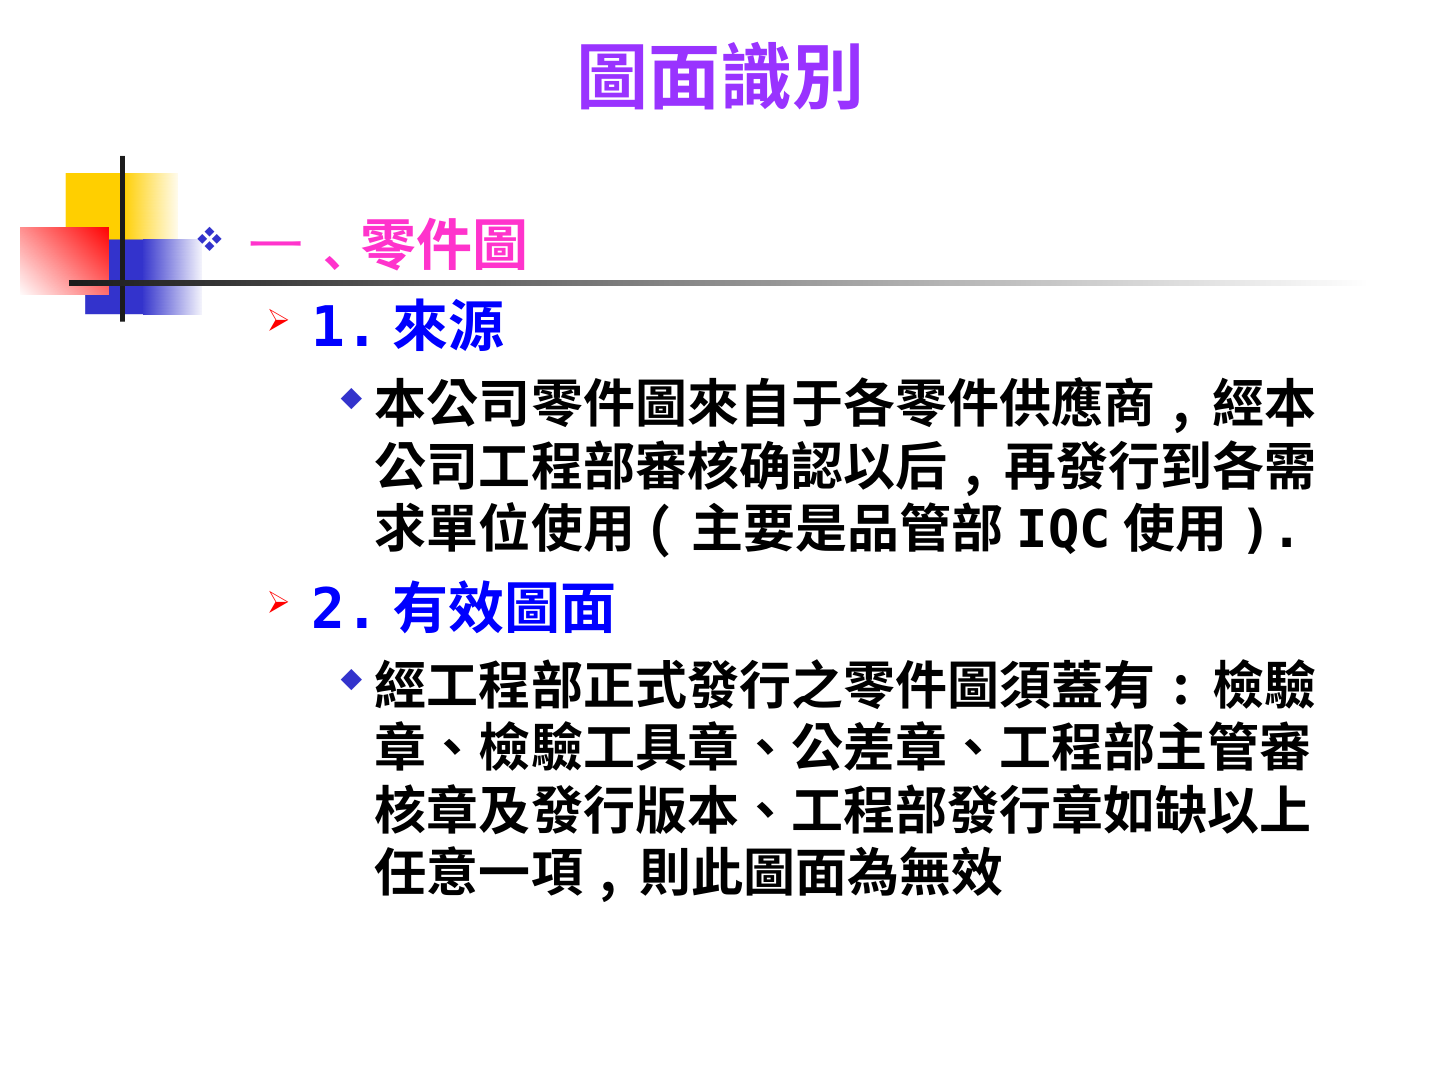 圖面識別
一、零件圖
1.來源
本公司零件圖來自于各零件供應商,經本
公司工程部審核确認以后,再發行到各需
求單位使用(主要是品管部IQC使用).
2.有效圖面
經工程部正式發行之零件圖須蓋有:檢驗
章、檢驗工具章、公差章、工程部主管審
核章及發行版本、工程部發行章如缺以上
任意一項,則此圖面為無效